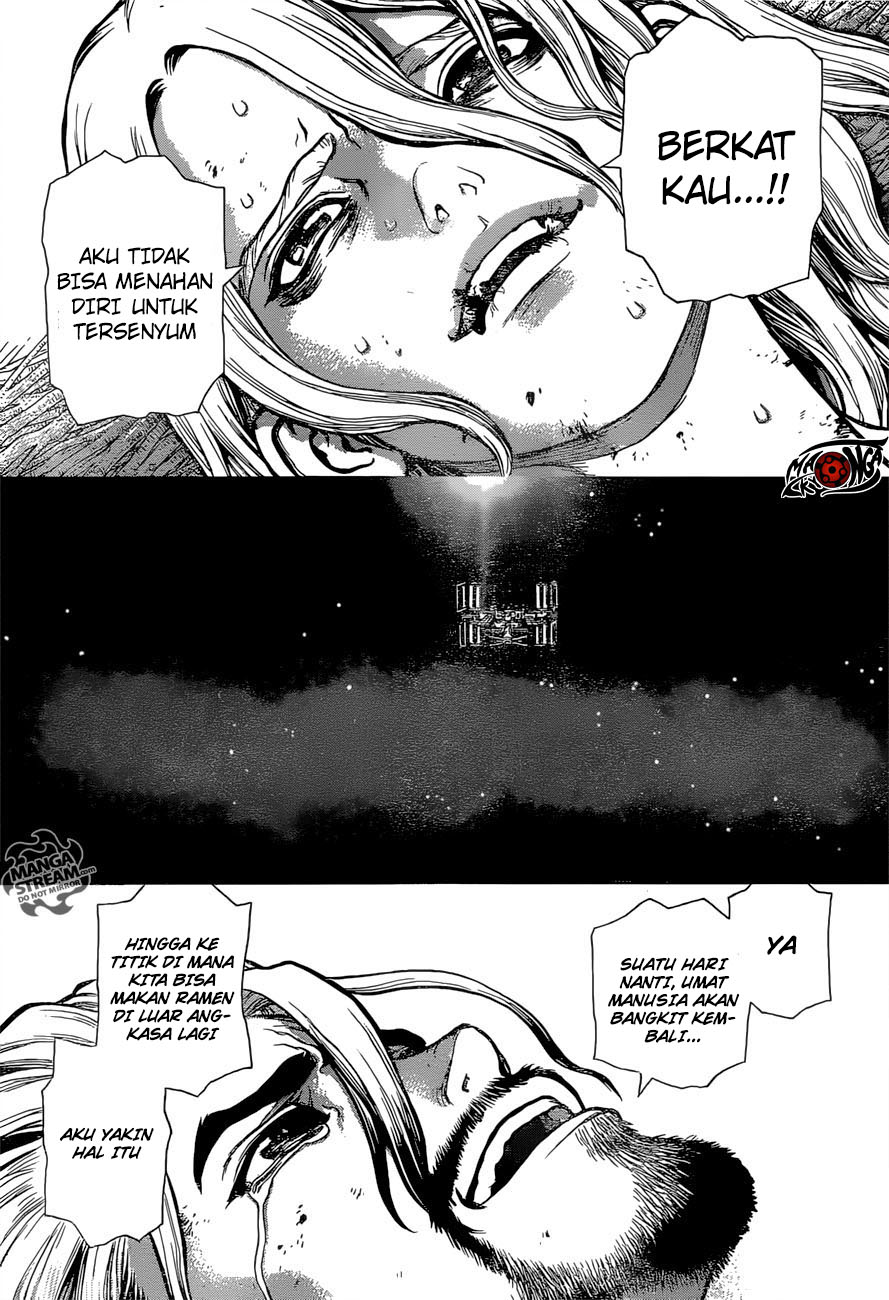 BERKAT
KAU...!!
AKU TIDAK
BISA MENAHAN
DIRI UNTUK
TERSENYUM
MANGA
STREAM.com
DO NOT MIRROR
YA
SUATU HARI
NANTI, UMAT
MANUSIA AKAN
BANGKIT KEM-
BALI...
HINGGA KE
TITIK DI MANA
KITA BISA
MAKAN RAMEN
DI LUAR ANG-
KASA LAGI
AKU YAKIN
HAL ITU